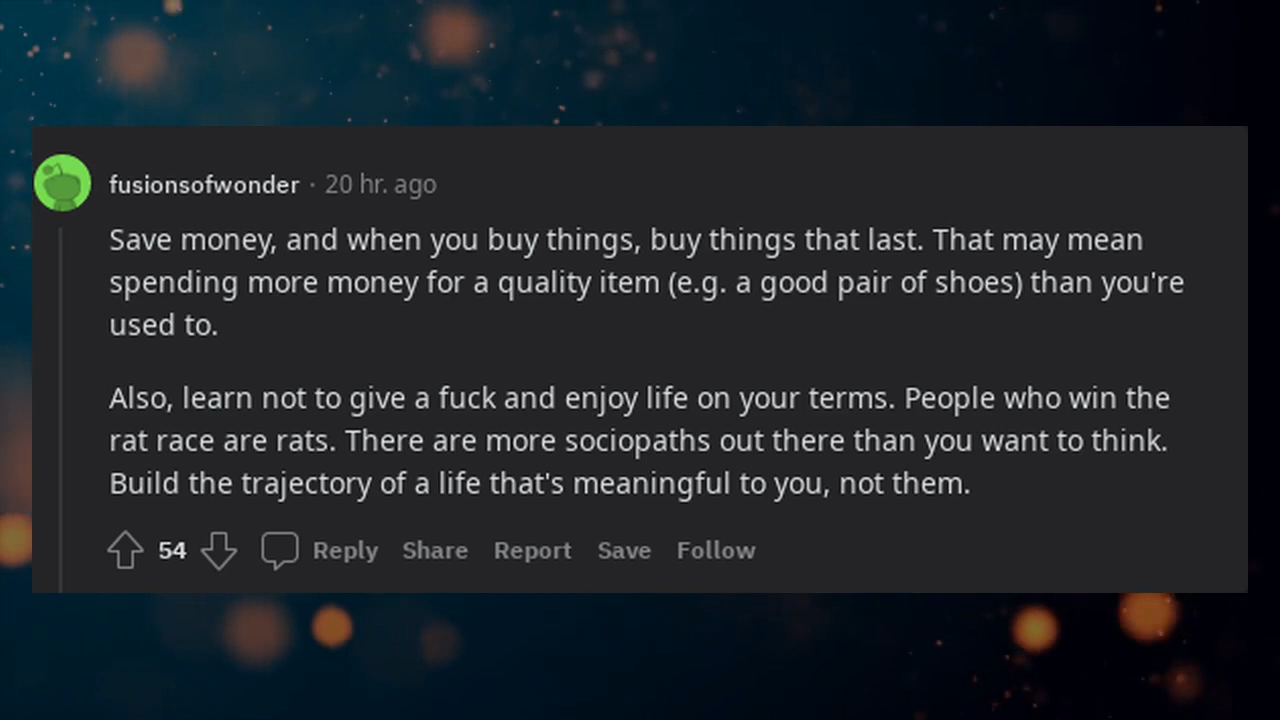 fusionsofwonder · 20 hr. ago
Save money, and when you buy things, buy things that last. That may mean
spending more money for a quality item (e.g. a good pair of shoes) than you're
used to.
Also, learn not to give a fuck and enjoy life on your terms. People who win the
rat race are rats. There are more sociopaths out there than you want to think.
Build the trajectory of a life that's meaningful to you, not them.
54 Reply Share Report Save Follow